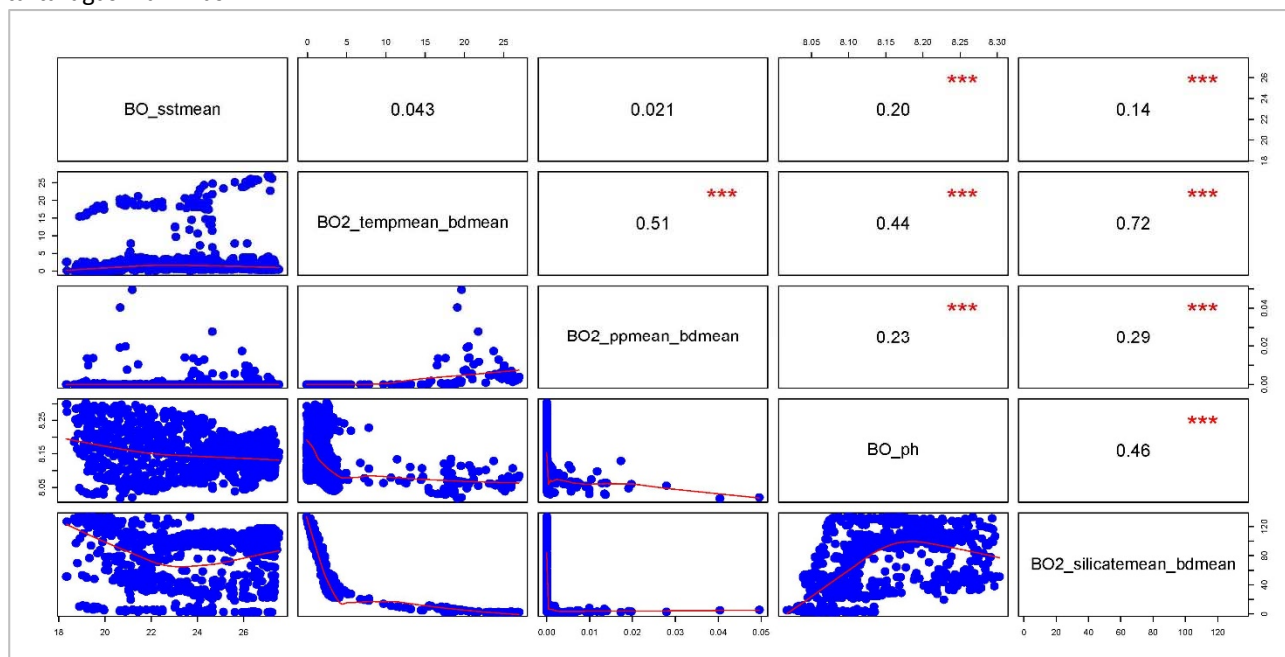 0 5 10 15 20 25
8.05 8.10 8.15 8.20 8.25 8.30
BO_sstmean
0.043
0.021
0.20 ***
0.14 ***
18 20 22 24 26
0 5 10 15 20 25
BO2_tempmean_bdmean
0.51 ***
0.44 ***
0.72 ***
BO2_ppmean_bdmean
0.23 ***
0.29 ***
0.00 0.02 0.04
8.05 8.15 8.25
BO_ph
0.46 ***
BO2_silicatemean_bdmean
0 20 40 60 80 120
18 20 22 24 26
0.00 0.01 0.02 0.03 0.04 0.05
0 20 40 60 80 100 120